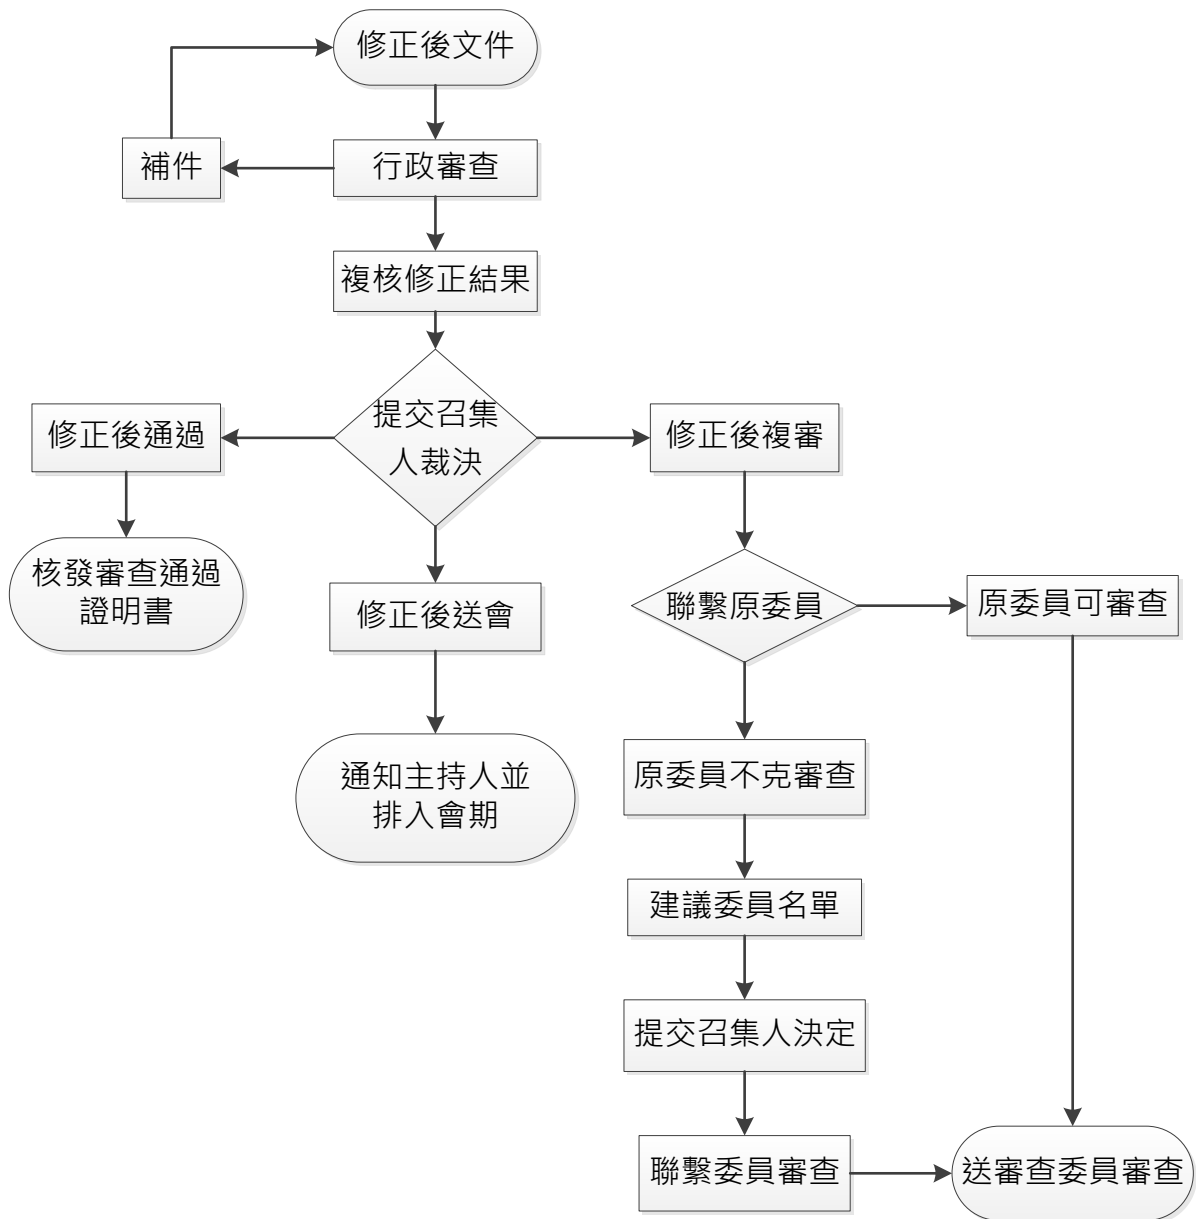 修正後文件
補件
行政審查
複核修正結果
提交召集
人裁決
修正後通過
修正後複審
核發審查通過
證明書
修正後送會
聯繫原委員
原委員可審查
通知主持人並
排入會期
原委員不克審查
建議委員名單
提交召集人決定
聯繫委員審查
送審查委員審查